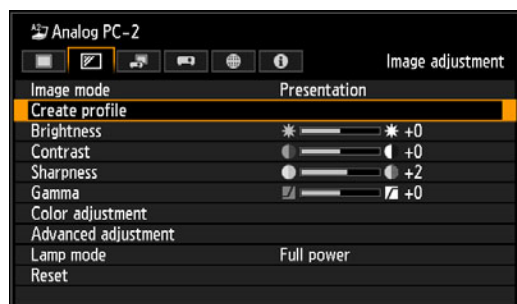 Analog PC-2
Image adjustment
Image mode Presentation
Create profile
Brightness +0
Contrast +0
Sharpness +2
Gamma +0
Color adjustment
Advanced adjustment
Lamp mode Full power
Reset